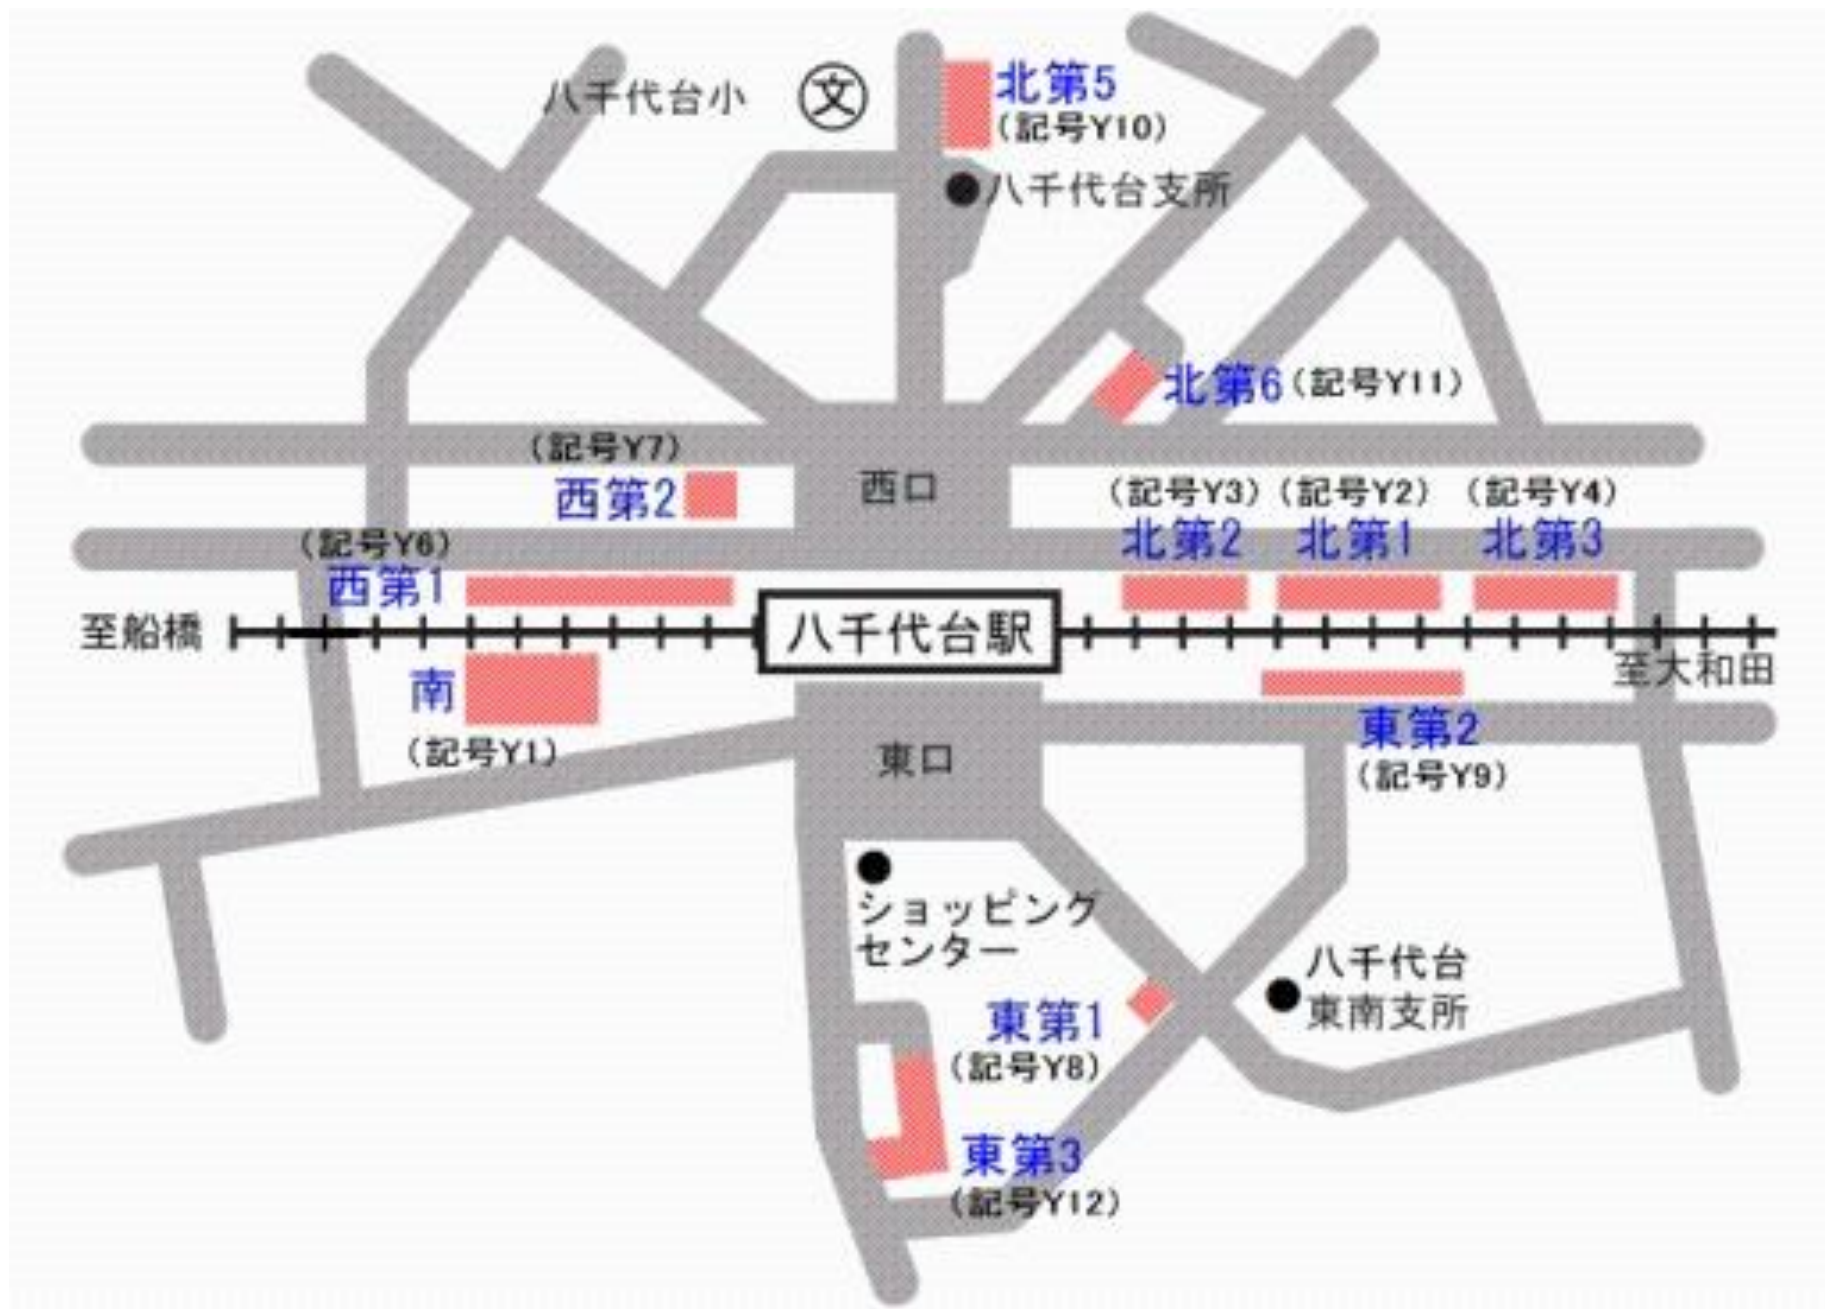 八千代台小
文
北第5
(記号Y10)
八千代台支所
北第6(記号Y11)
(記号Y7)
西第2
西口
(記号Y3)
北第2
(記号Y2)
北第1
(記号Y4)
北第3
(記号Y6)
西第1
至船橋
八千代台駅
至大和田
南
(記号Y1)
東第2
(記号Y9)
東口
ショッピング
センター
八千代台
東南支所
東第1
(記号Y8)
東第3
(記号Y12)